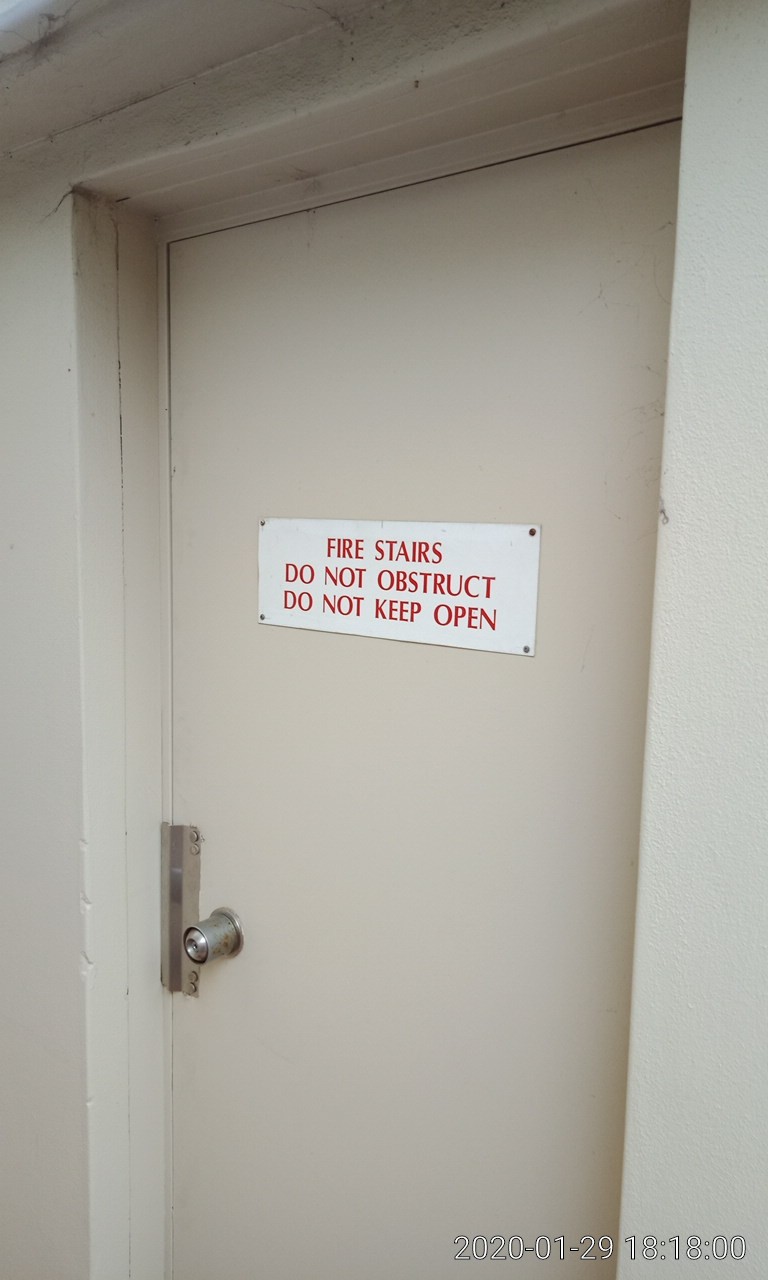 FIRE STAIRS
DO NOT OBSTRUCT
DO NOT KEEP OPEN
2020-01-29 18:18:00